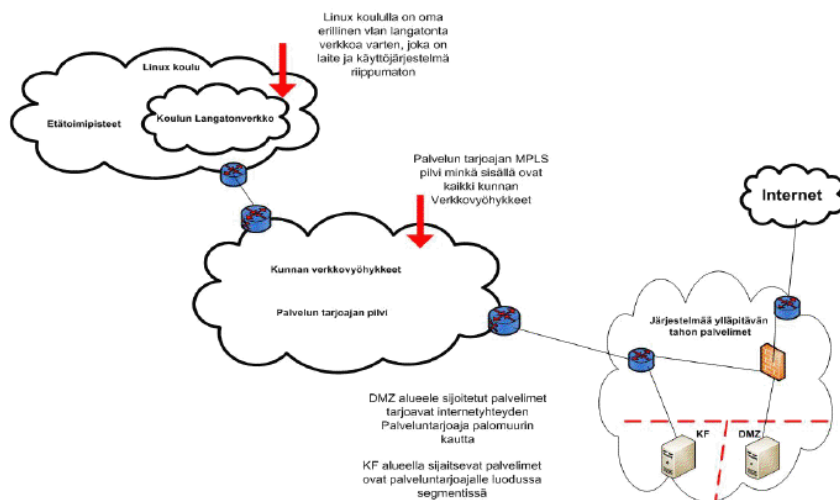 Linux koululla on oma
erillinen vlan langatonta
verkkoa varten, joka on
laite ja käyttöjärjestelmä
riippumaton
Linux koulu
Etätoimipisteet
Koulun Langatonverkko
Palvelun tarjoajan MPLS
pilvi minkä sisällä ovat
kaikki kunnan
Verkkovyöhykkeet
Internet
Kunnan verkkovyöhykkeet
Palvelun tarjoajan pilvi
Järjestelmää ylläpitävän
tahon palvelimet
DMZ alueele sijoitetut palvelimet
tarjoavat internetyhteyden
Palveluntarjoaja palomuurin
kautta
KF
DMZ
KF alueella sijaitsevat palvelimet
ovat palveluntarjoajalle luodussa
segmentissä